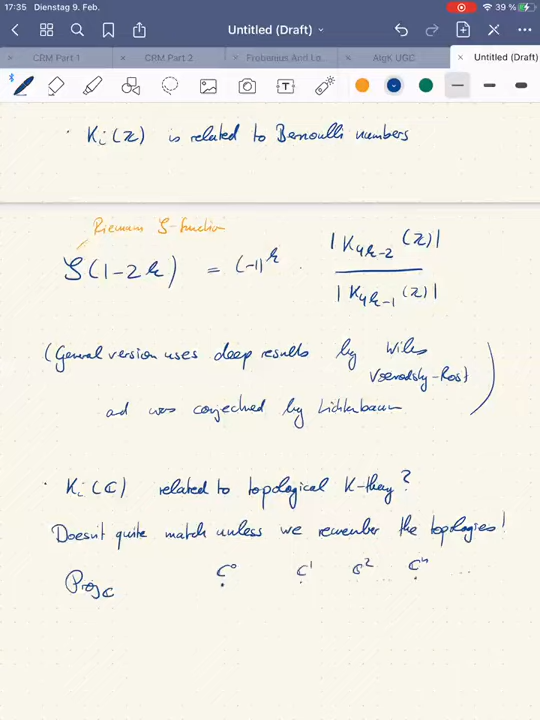 17:35 Dienstag 9. Feb. 39 %
Untitled (Draft)
CRM Part 1 CRM Part 2 Frobenius And Lo... AlgK UGC Untitled (Draft)
· Kᵢ(ℤ) is related to Bernoulli numbers
Riemann ζ-function
ζ(1-2k) = (-1)ᵏ · |K₄ₖ₋₂(ℤ)| / |K₄ₖ₋₁(ℤ)|
(General version uses deep results by Wiles
Voevodsky-Rost
and was conjectured by Lichtenbaum)
· Kᵢ(ℂ) related to topological K-theory?
Doesn't quite match unless we remember the topologies!
Proj_ℂ ℂ⁰ ℂ¹ ℂ² ℂⁿ ...